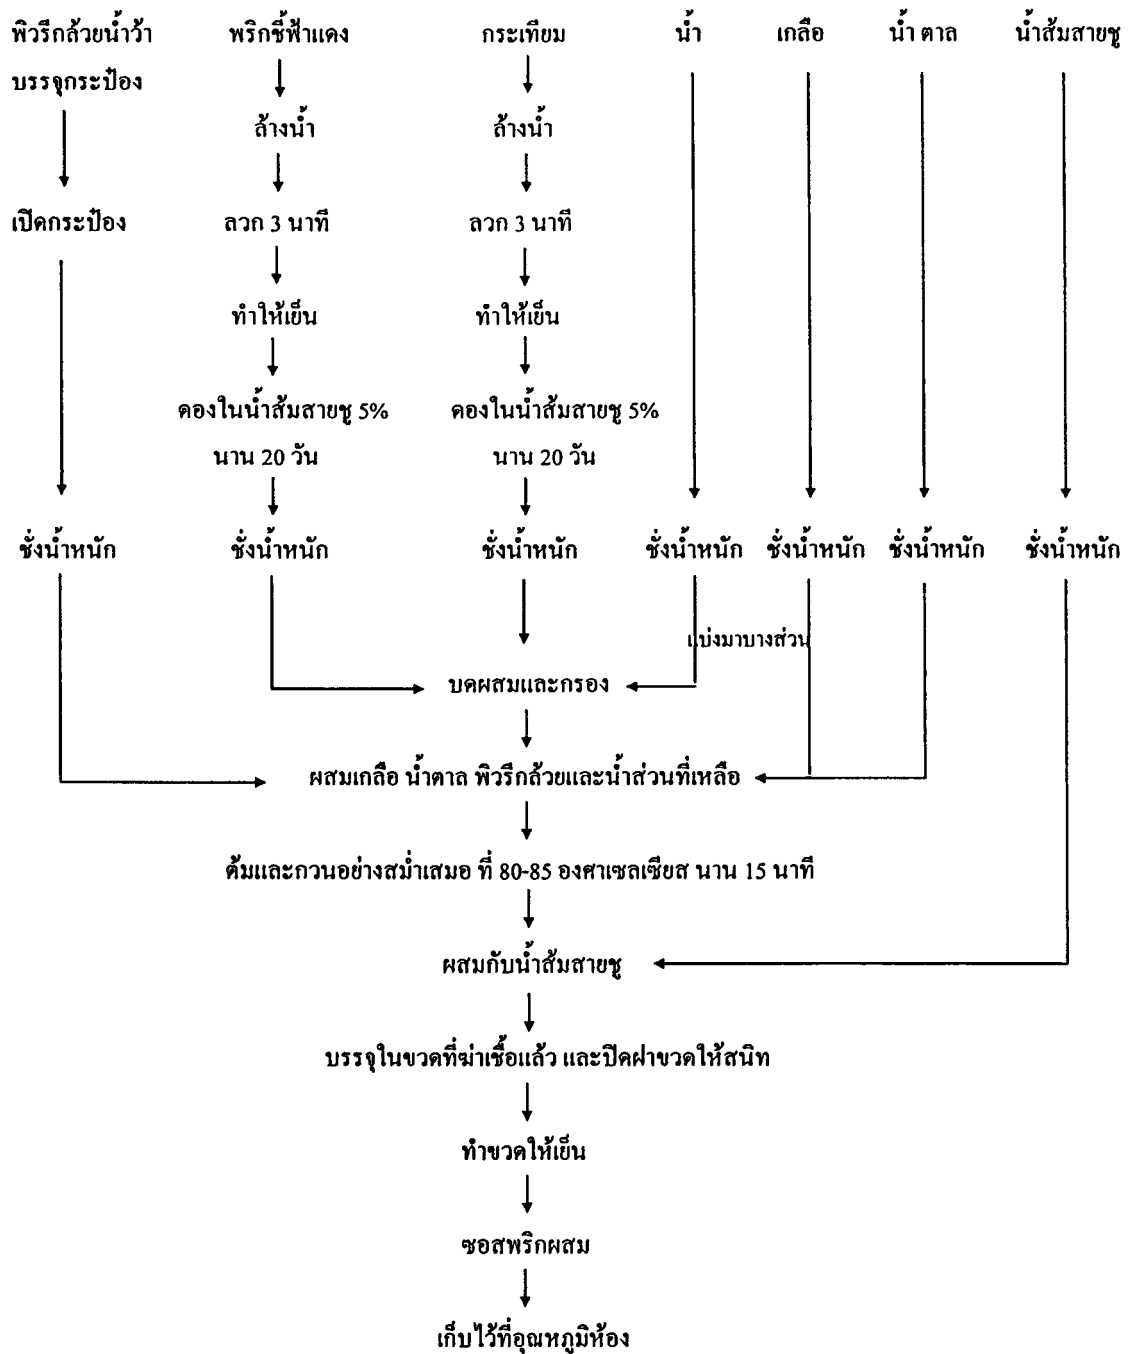 พิวรีกล้วยน้ำว้า พริกชี้ฟ้าแดง กระเทียม น้ำ เกลือ น้ำ ตาล น้ำส้มสายชู
บรรจุกระป๋อง
ล้างน้ำ ล้างน้ำ
เปิดกระป๋อง ลวก 3 นาที ลวก 3 นาที
ทำให้เย็น ทำให้เย็น
ดองในน้ำส้มสายชู 5% ดองในน้ำส้มสายชู 5%
นาน 20 วัน นาน 20 วัน
ชั่งน้ำหนัก ชั่งน้ำหนัก ชั่งน้ำหนัก ชั่งน้ำหนัก ชั่งน้ำหนัก ชั่งน้ำหนัก ชั่งน้ำหนัก
แบ่งมาบางส่วน
บดผสมและกรอง
ผสมเกลือ น้ำตาล พิวรีกล้วยและน้ำส่วนที่เหลือ
ต้มและกวนอย่างสม่ำเสมอ ที่ 80-85 องศาเซลเซียส นาน 15 นาที
ผสมกับน้ำส้มสายชู
บรรจุในขวดที่ฆ่าเชื้อแล้ว และปิดฝาขวดให้สนิท
ทำขวดให้เย็น
ซอสพริกผสม
เก็บไว้ที่อุณหภูมิห้อง